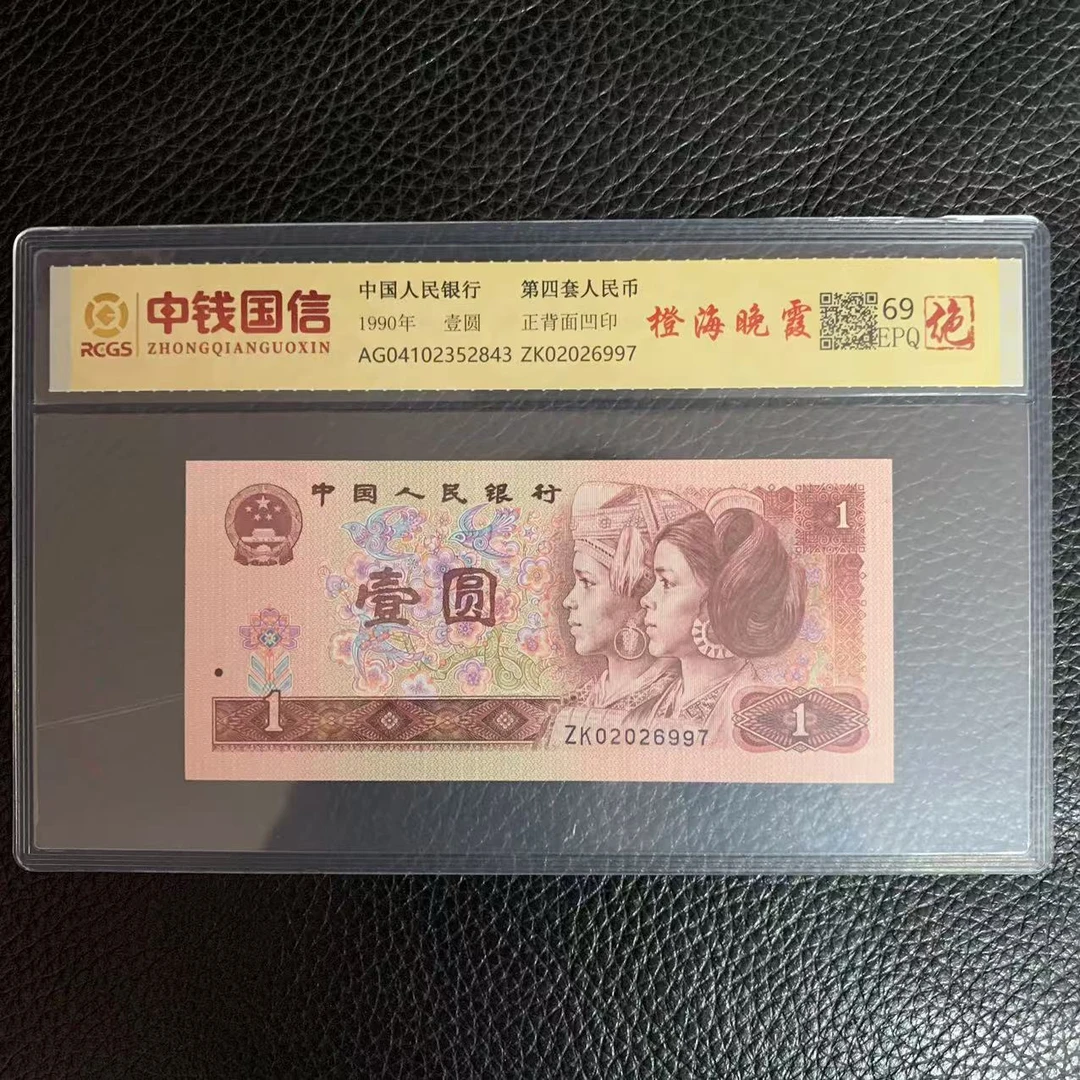 中钱国信
RCGS ZHONGQIANGUOXIN
中国人民银行 第四套人民币
1990年 壹圆 正背面凹印
AG04102352843 ZK02026997
橙海晚霞
69
EPQ
绝
中国人民银行
1
壹圆
1
ZK02026997
1